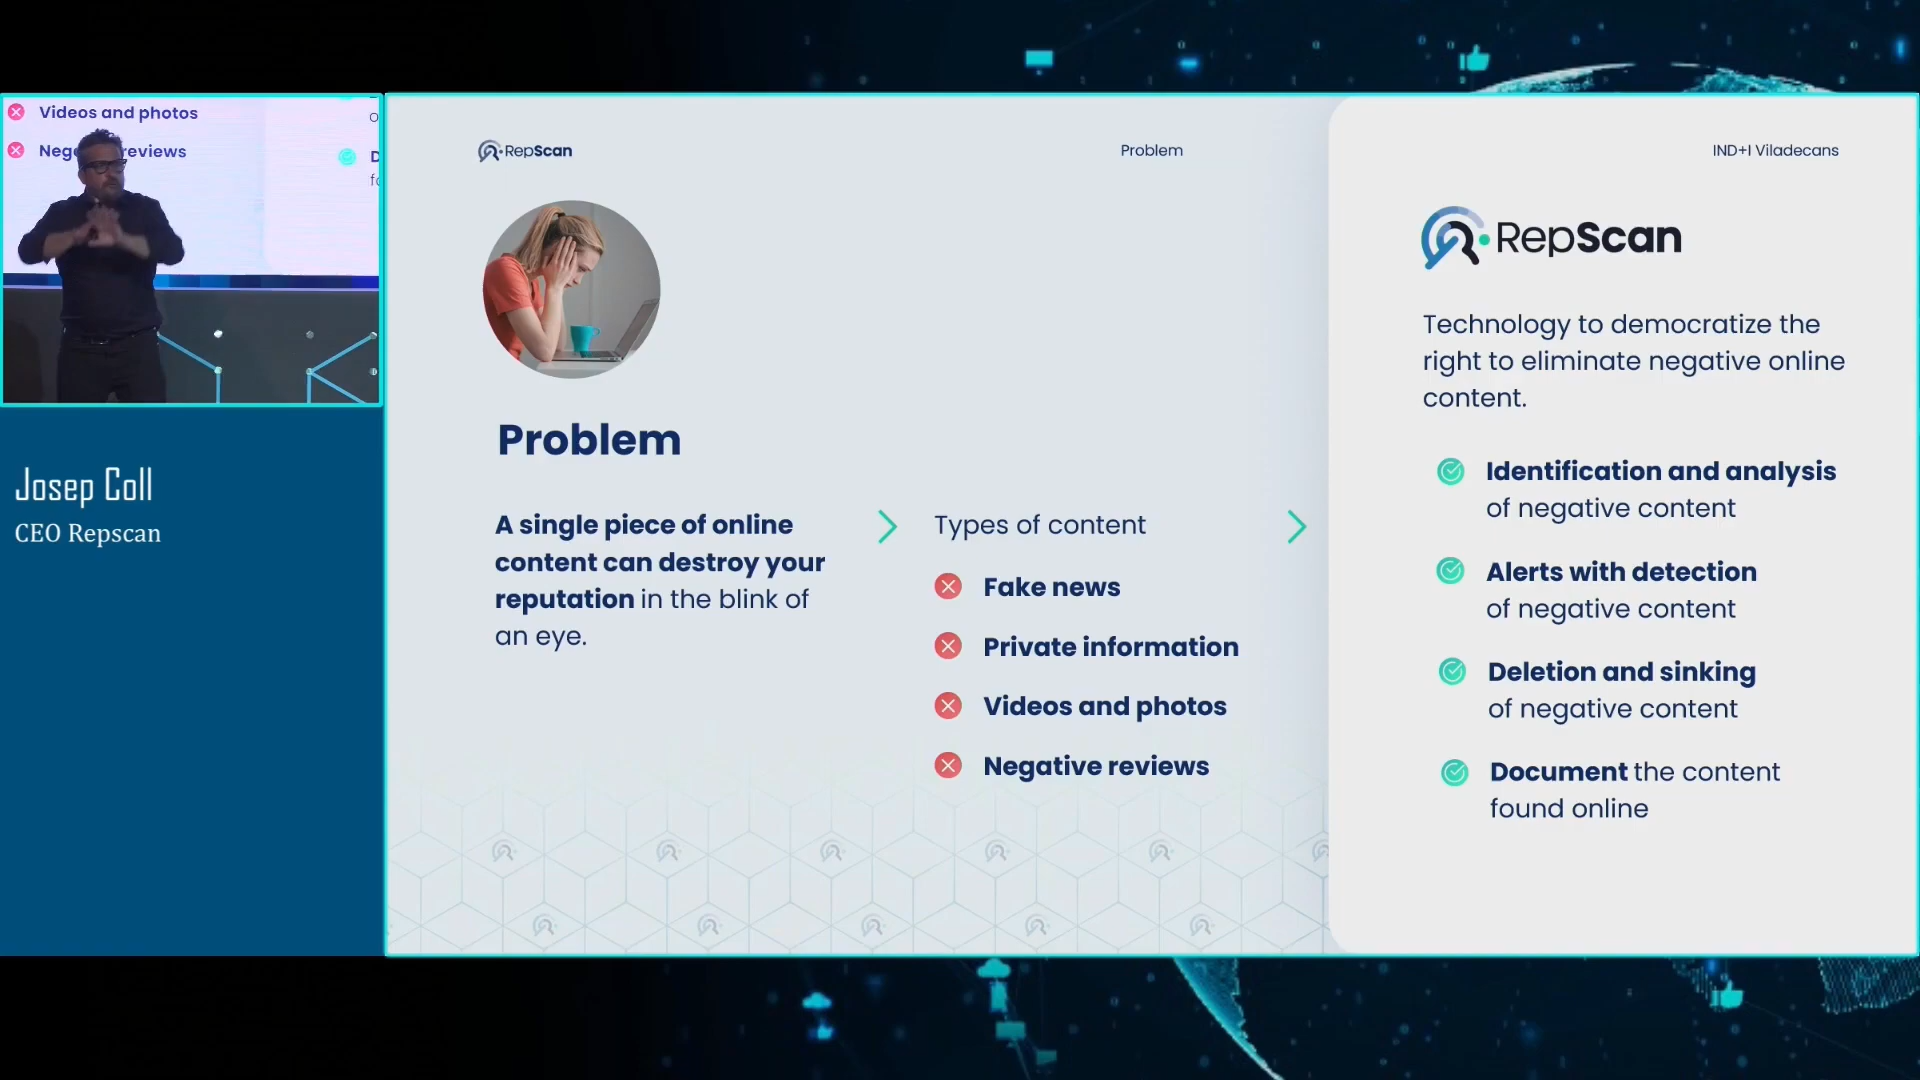 Videos and photos
Nega reviews
Josep Coll
CEO Repscan
RepScan
Problem
IND+I Viladecans
Problem
A single piece of online
content can destroy your
reputation in the blink of
an eye.
Types of content
Fake news
Private information
Videos and photos
Negative reviews
RepScan
Technology to democratize the
right to eliminate negative online
content.
Identification and analysis
of negative content
Alerts with detection
of negative content
Deletion and sinking
of negative content
Document the content
found online